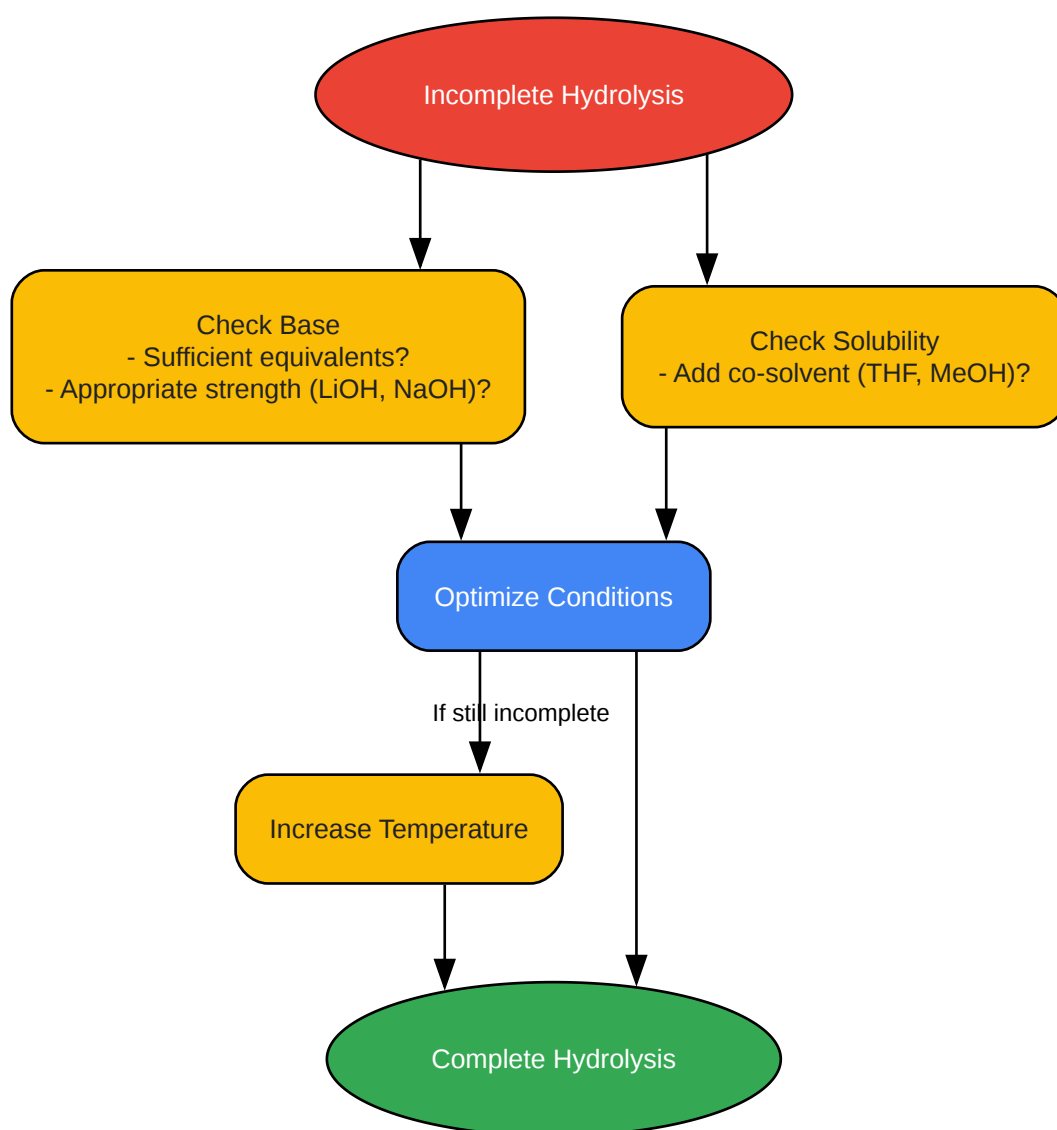 Incomplete Hydrolysis
Check Base
- Sufficient equivalents?
- Appropriate strength (LiOH, NaOH)?
Check Solubility
- Add co-solvent (THF, MeOH)?
Optimize Conditions
If still incomplete
Increase Temperature
Complete Hydrolysis